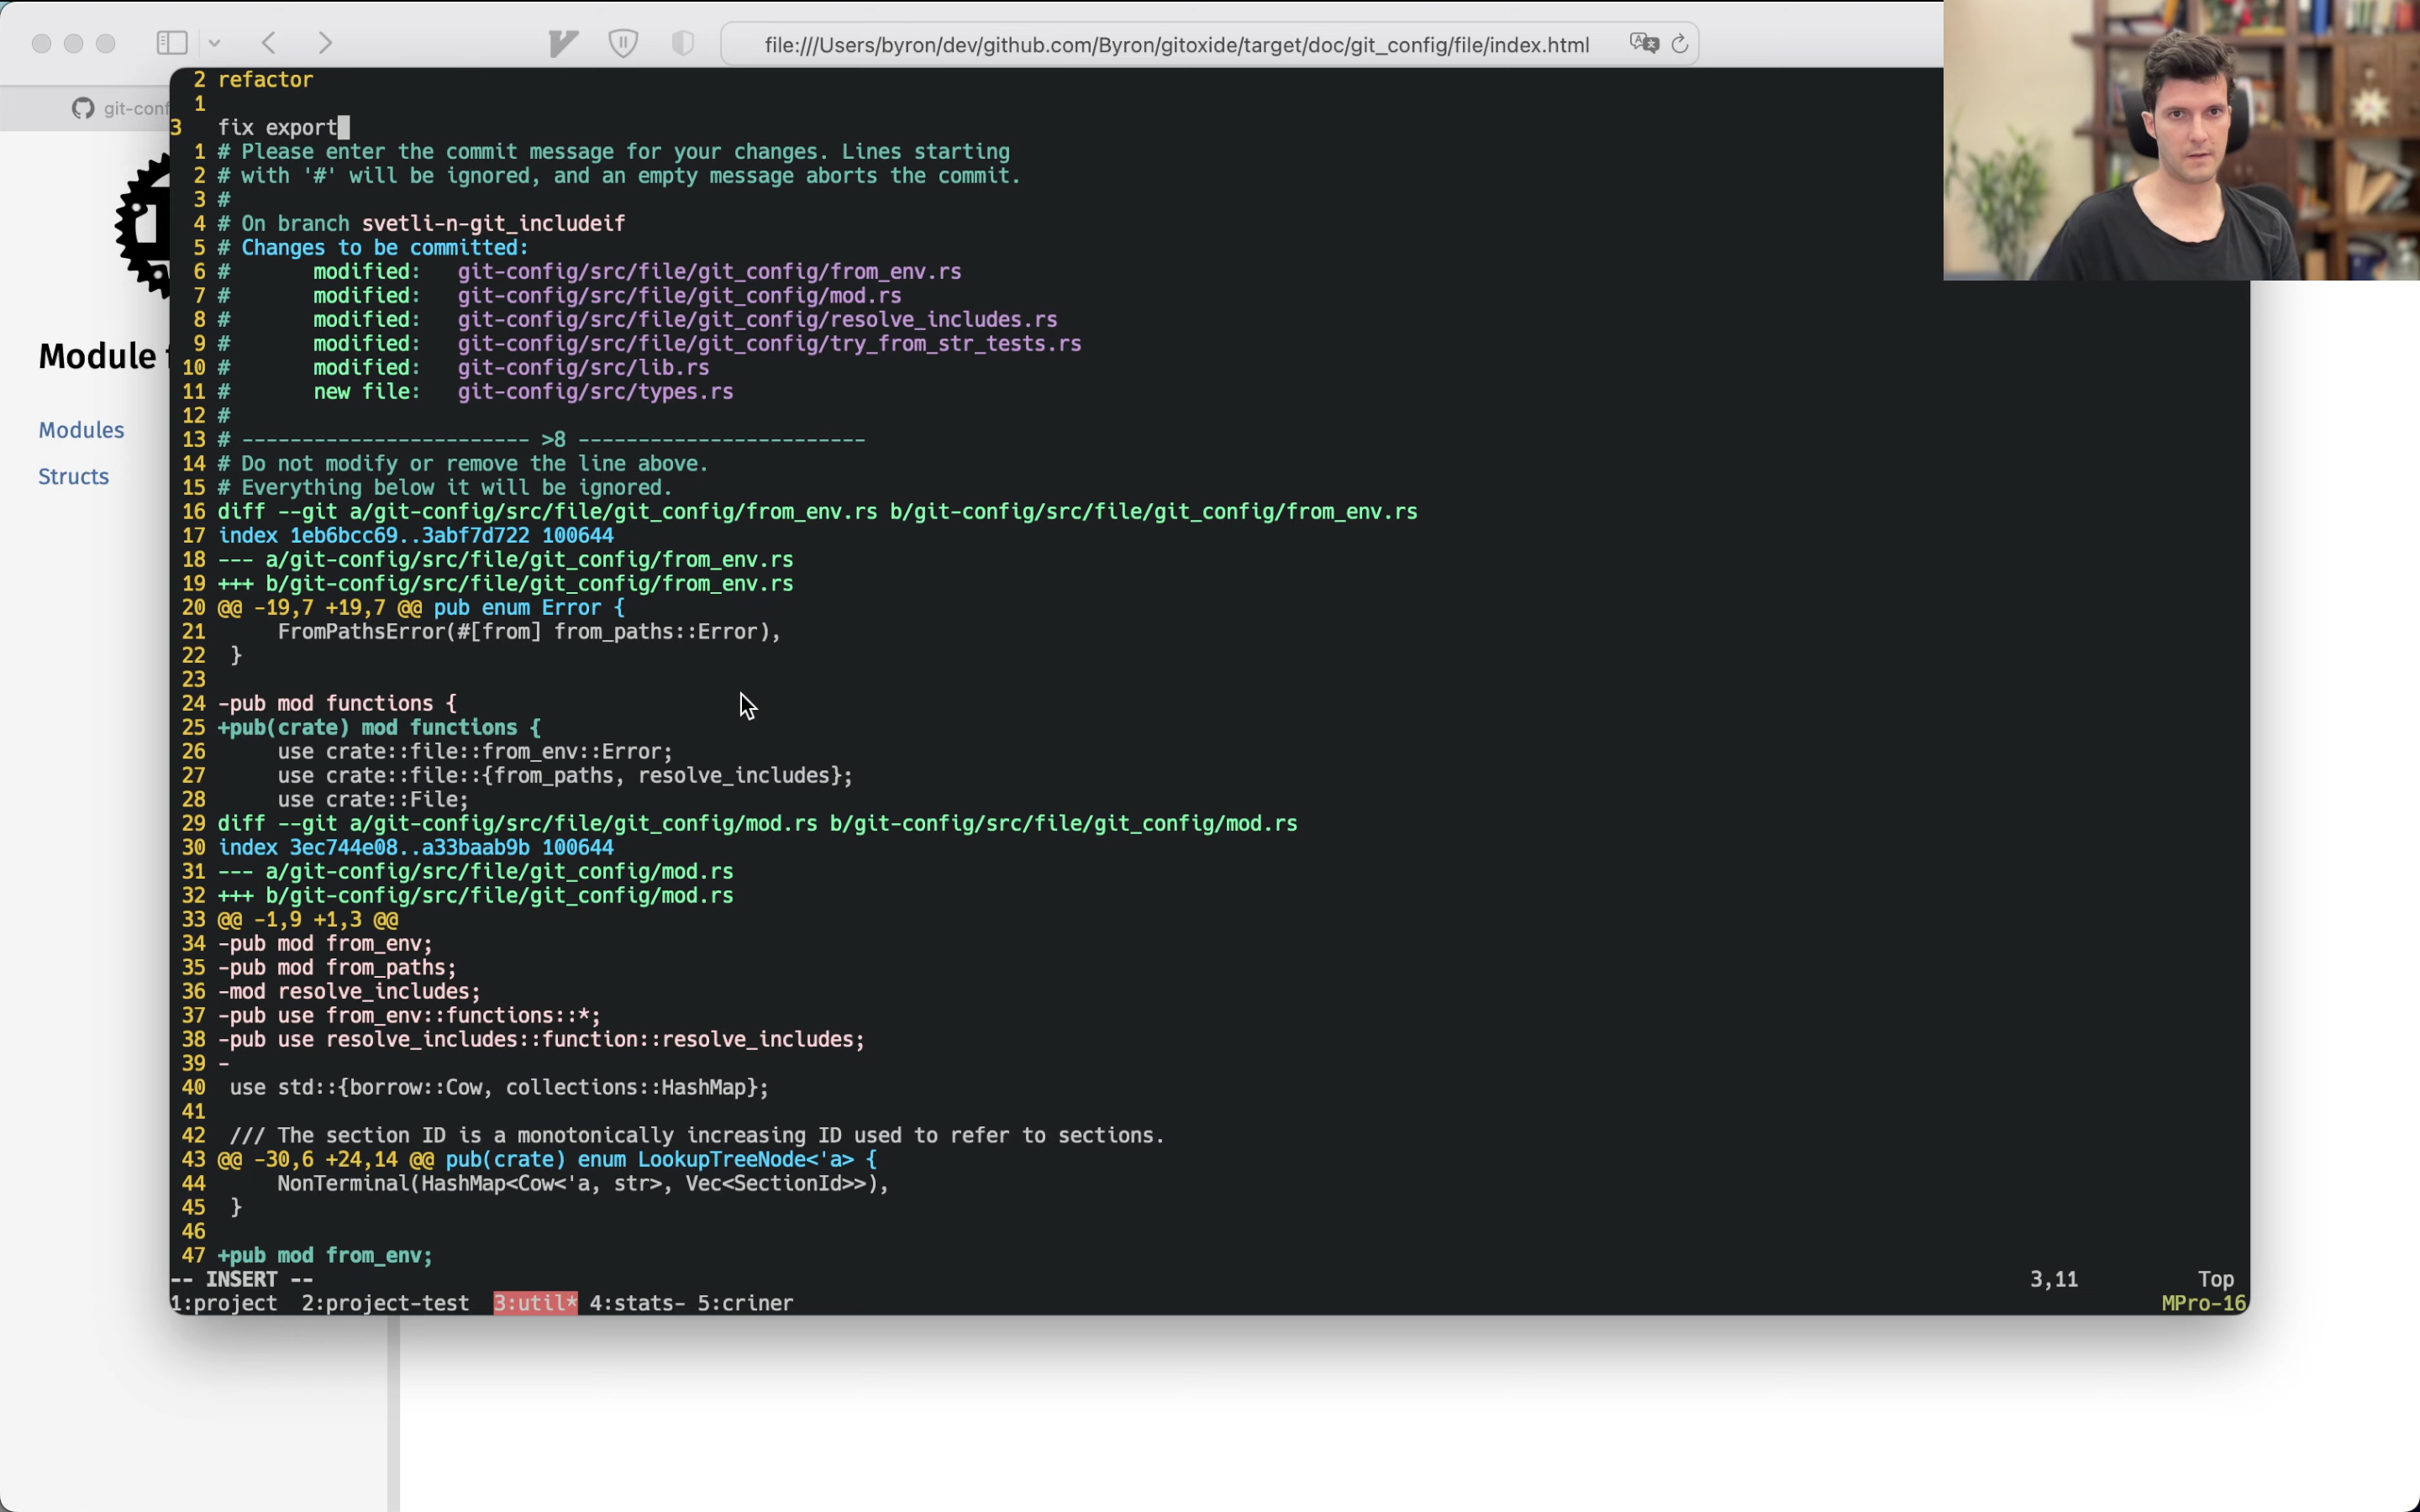 file:///Users/byron/dev/github.com/Byron/gitoxide/target/doc/git_config/file/index.html
git-conf
Module
Modules
Structs
2 refactor
1
3 fix export
1 # Please enter the commit message for your changes. Lines starting
2 # with '#' will be ignored, and an empty message aborts the commit.
3 #
4 # On branch svetli-n-git_includeif
5 # Changes to be committed:
6 # modified: git-config/src/file/git_config/from_env.rs
7 # modified: git-config/src/file/git_config/mod.rs
8 # modified: git-config/src/file/git_config/resolve_includes.rs
9 # modified: git-config/src/file/git_config/try_from_str_tests.rs
10 # modified: git-config/src/lib.rs
11 # new file: git-config/src/types.rs
12 #
13 # ------------------------ >8 ------------------------
14 # Do not modify or remove the line above.
15 # Everything below it will be ignored.
16 diff --git a/git-config/src/file/git_config/from_env.rs b/git-config/src/file/git_config/from_env.rs
17 index 1eb6bcc69..3abf7d722 100644
18 --- a/git-config/src/file/git_config/from_env.rs
19 +++ b/git-config/src/file/git_config/from_env.rs
20 @@ -19,7 +19,7 @@ pub enum Error {
21 FromPathsError(#[from] from_paths::Error),
22 }
23
24 -pub mod functions {
25 +pub(crate) mod functions {
26 use crate::file::from_env::Error;
27 use crate::file::{from_paths, resolve_includes};
28 use crate::File;
29 diff --git a/git-config/src/file/git_config/mod.rs b/git-config/src/file/git_config/mod.rs
30 index 3ec744e08..a33baab9b 100644
31 --- a/git-config/src/file/git_config/mod.rs
32 +++ b/git-config/src/file/git_config/mod.rs
33 @@ -1,9 +1,3 @@
34 -pub mod from_env;
35 -pub mod from_paths;
36 -mod resolve_includes;
37 -pub use from_env::functions::*;
38 -pub use resolve_includes::function::resolve_includes;
39 -
40 use std::{borrow::Cow, collections::HashMap};
41
42 /// The section ID is a monotonically increasing ID used to refer to sections.
43 @@ -30,6 +24,14 @@ pub(crate) enum LookupTreeNode<'a> {
44 NonTerminal(HashMap<Cow<'a, str>, Vec<SectionId>>),
45 }
46
47 +pub mod from_env;
-- INSERT -- 3,11 Top
1:project 2:project-test 3:util* 4:stats- 5:criner MPro-16